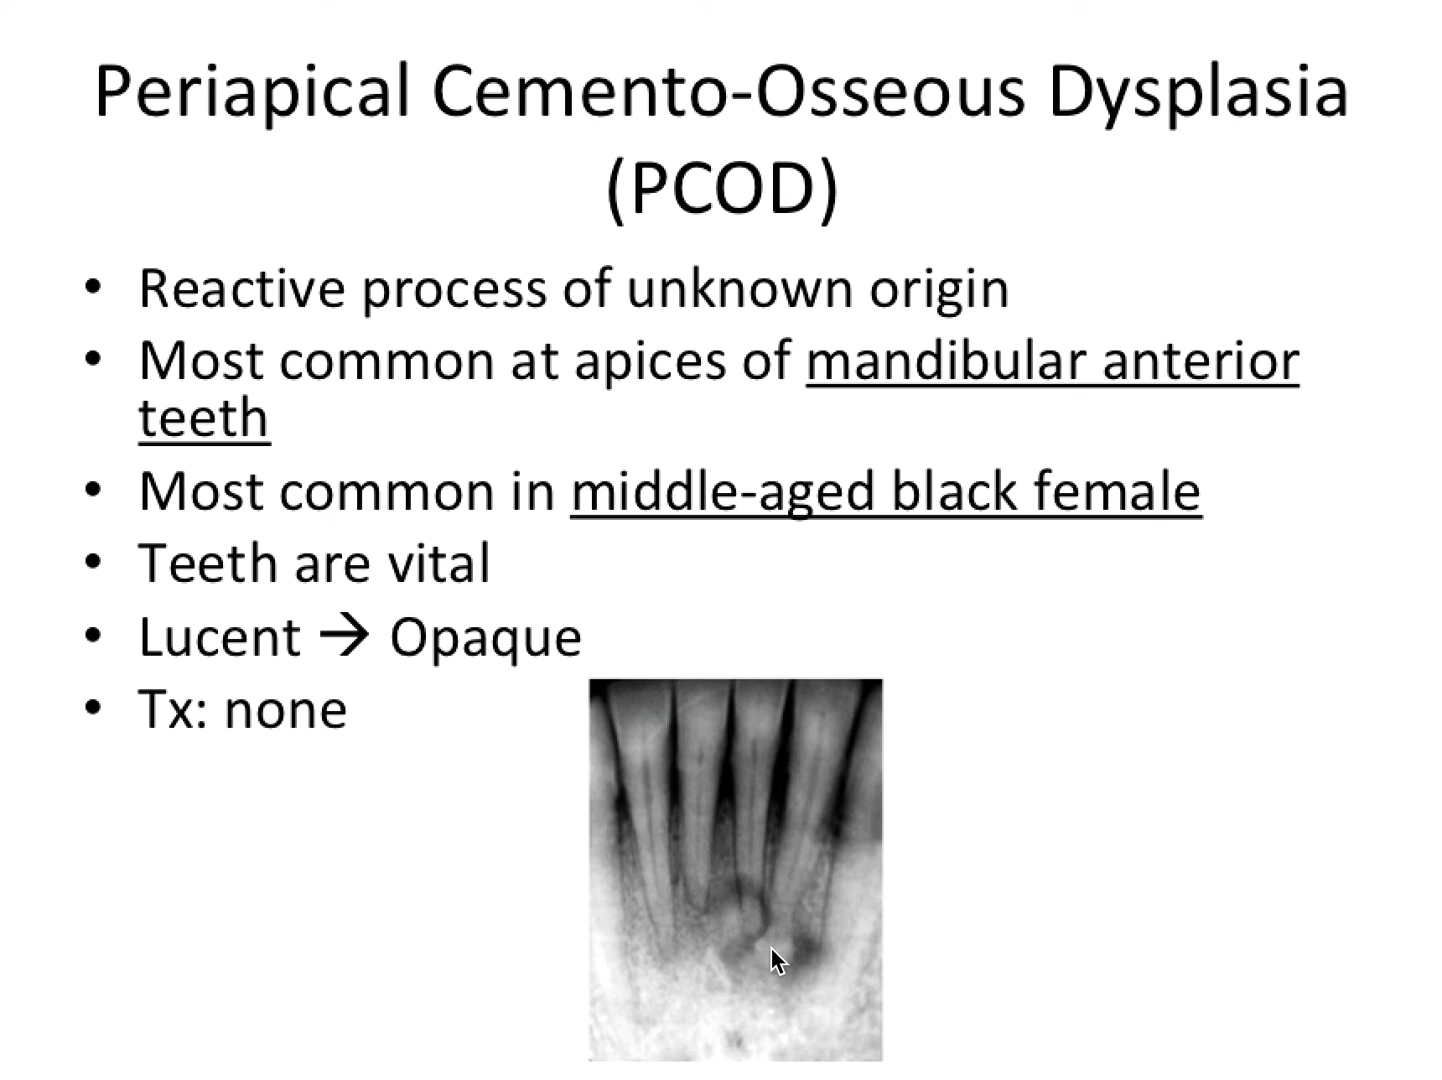 Periapical Cemento-Osseous Dysplasia
(PCOD)
• Reactive process of unknown origin
• Most common at apices of mandibular anterior
teeth
• Most common in middle-aged black female
• Teeth are vital
• Lucent → Opaque
• Tx: none